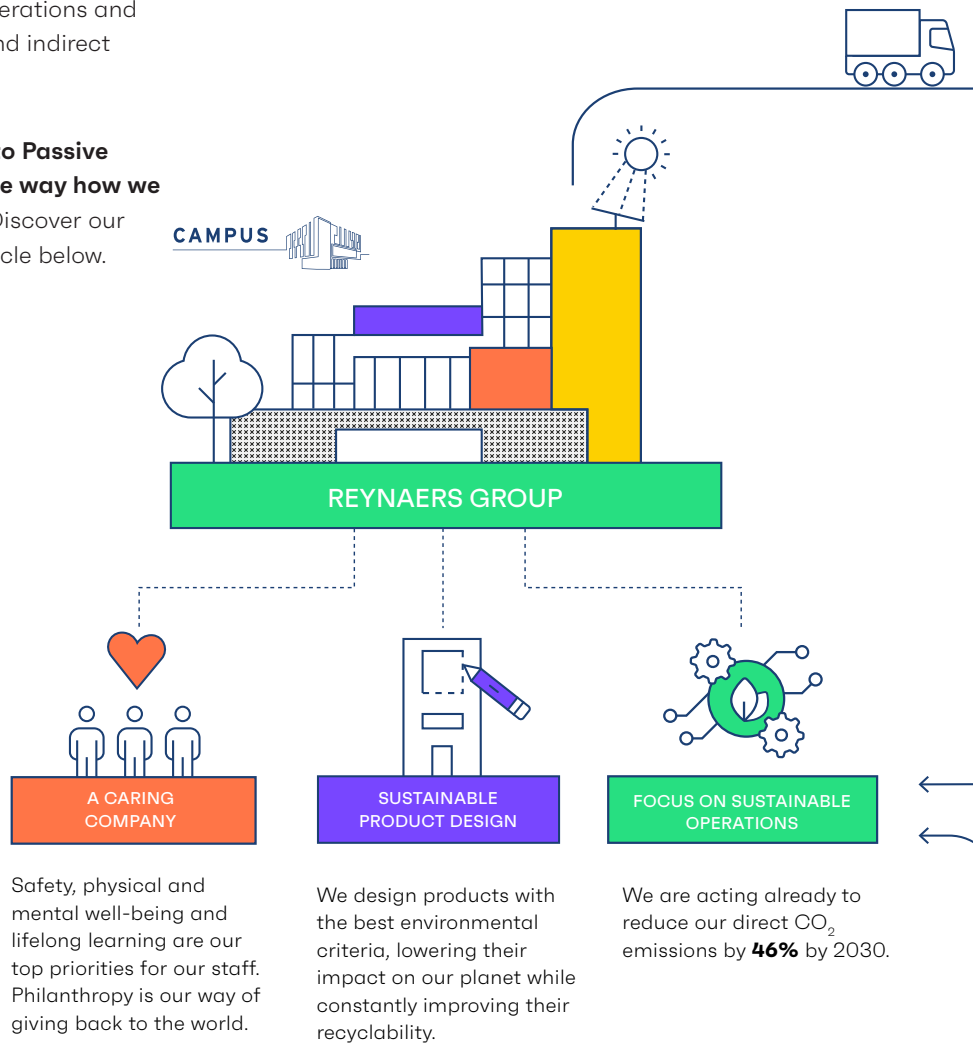 erations and
nd indirect
to Passive
e way how we
Discover our
cle below.
CAMPUS
REYNAERS GROUP
A CARING
COMPANY
Safety, physical and
mental well-being and
lifelong learning are our
top priorities for our staff.
Philanthropy is our way of
giving back to the world.
SUSTAINABLE
PRODUCT DESIGN
We design products with
the best environmental
criteria, lowering their
impact on our planet while
constantly improving their
recyclability.
FOCUS ON SUSTAINABLE
OPERATIONS
We are acting already to
reduce our direct CO₂
emissions by 46% by 2030.